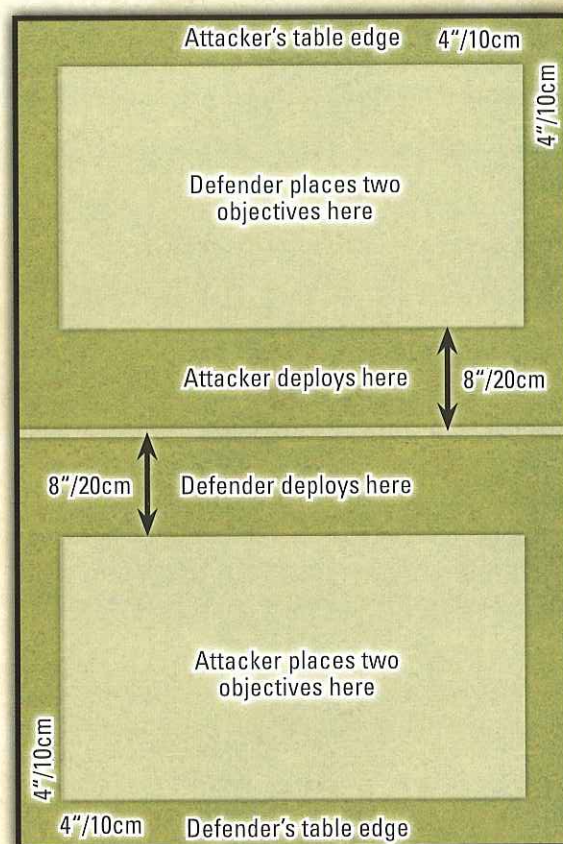 Attacker's table edge 4"/10cm
4"/10cm
Defender places two
objectives here
Attacker deploys here 8"/20cm
8"/20cm Defender deploys here
Attacker places two
objectives here
4"/10cm
4"/10cm Defender's table edge